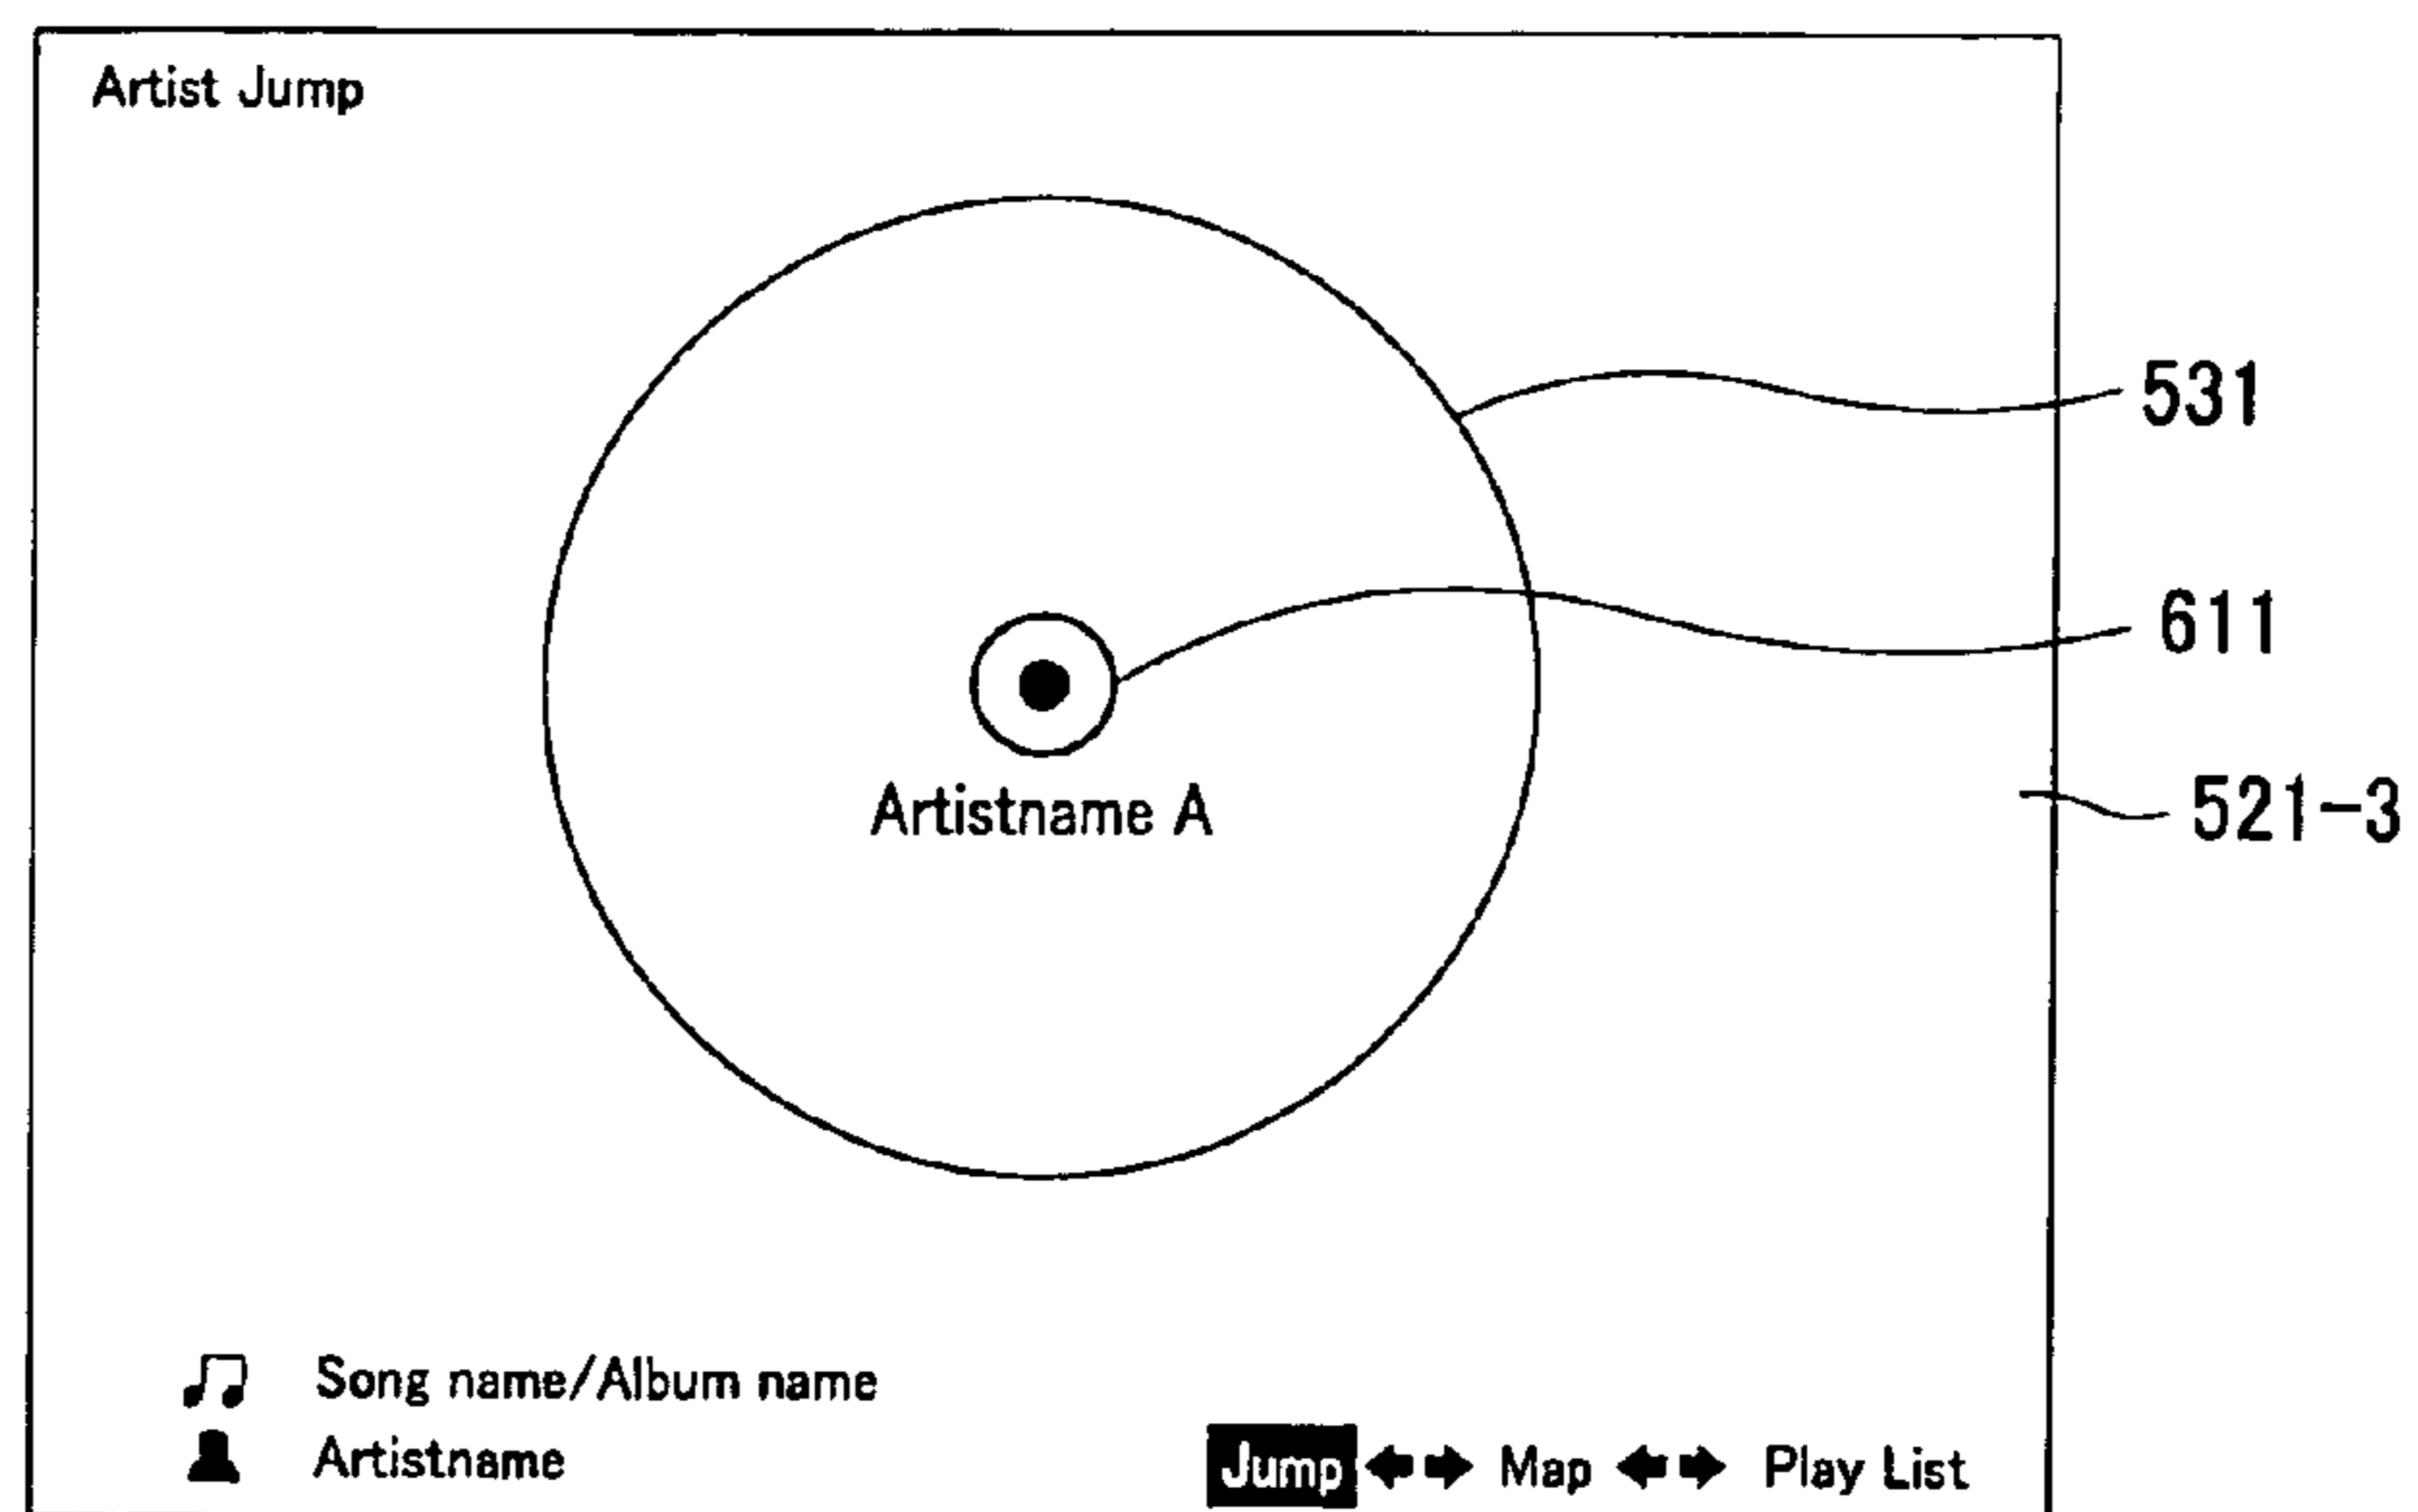 Artist Jump
531
611
521-3
Artistname A
Song name/Album name
Artistname
Jump Map Play List